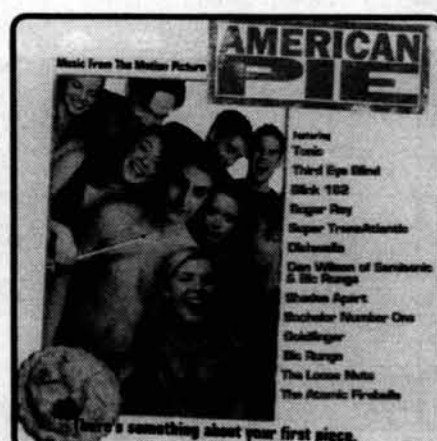 AMERICAN
PIE
Music From The Motion Picture
Featuring
Tonic
Third Eye Blind
Blink 182
Sugar Ray
Super TransAtlantic
Dishwalla
Dan Wilson of Semisonic
& Bic Runga
Shades Apart
Bachelor Number One
Goldfinger
Bic Runga
The Loose Nuts
The Atomic Fireballs
There's something about your first piece.